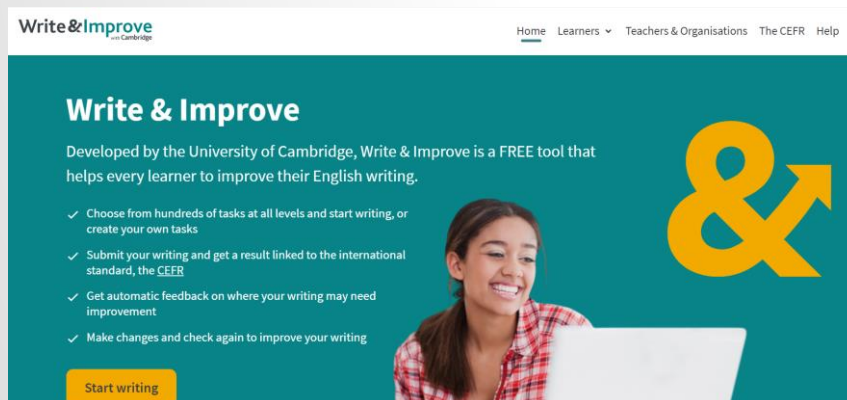 Write&Improve
with Cambridge
Home Learners Teachers & Organisations The CEFR Help
Write & Improve
Developed by the University of Cambridge, Write & Improve is a FREE tool that
helps every learner to improve their English writing.
Choose from hundreds of tasks at all levels and start writing, or
create your own tasks
Submit your writing and get a result linked to the international
standard, the CEFR
Get automatic feedback on where your writing may need
improvement
Make changes and check again to improve your writing
Start writing
&